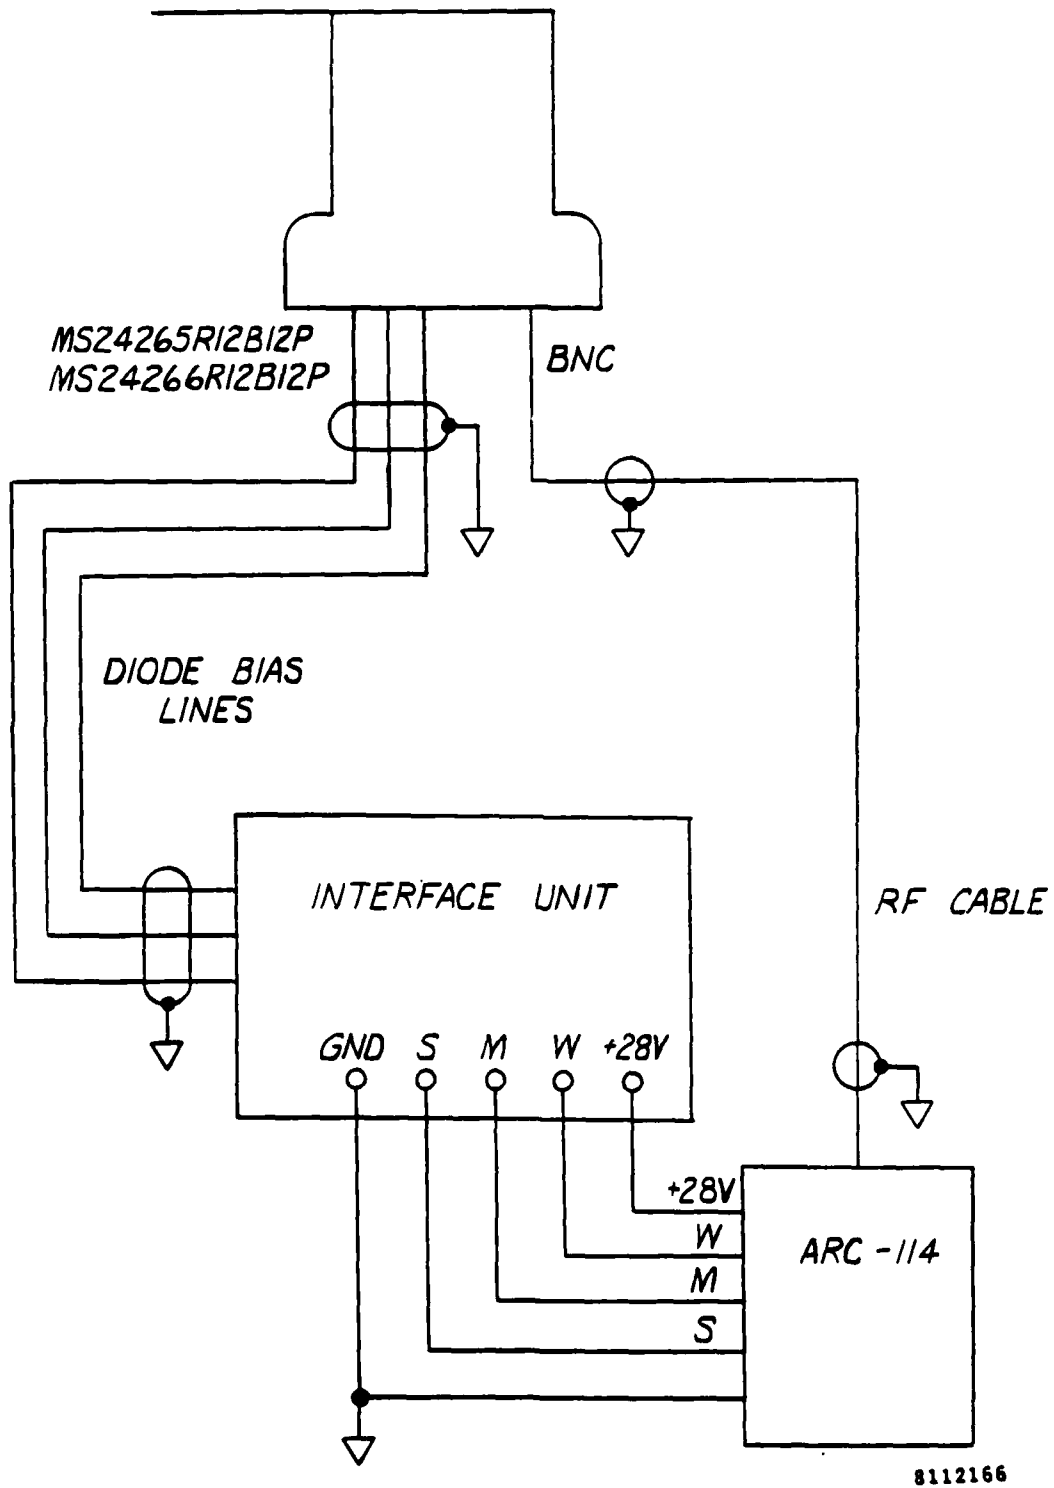 MS24265R12B12P
MS24266R12B12P
BNC
DIODE BIAS
LINES
INTERFACE UNIT
RF CABLE
GND S M W +28V
+28V
W
ARC-114
M
S
8112166